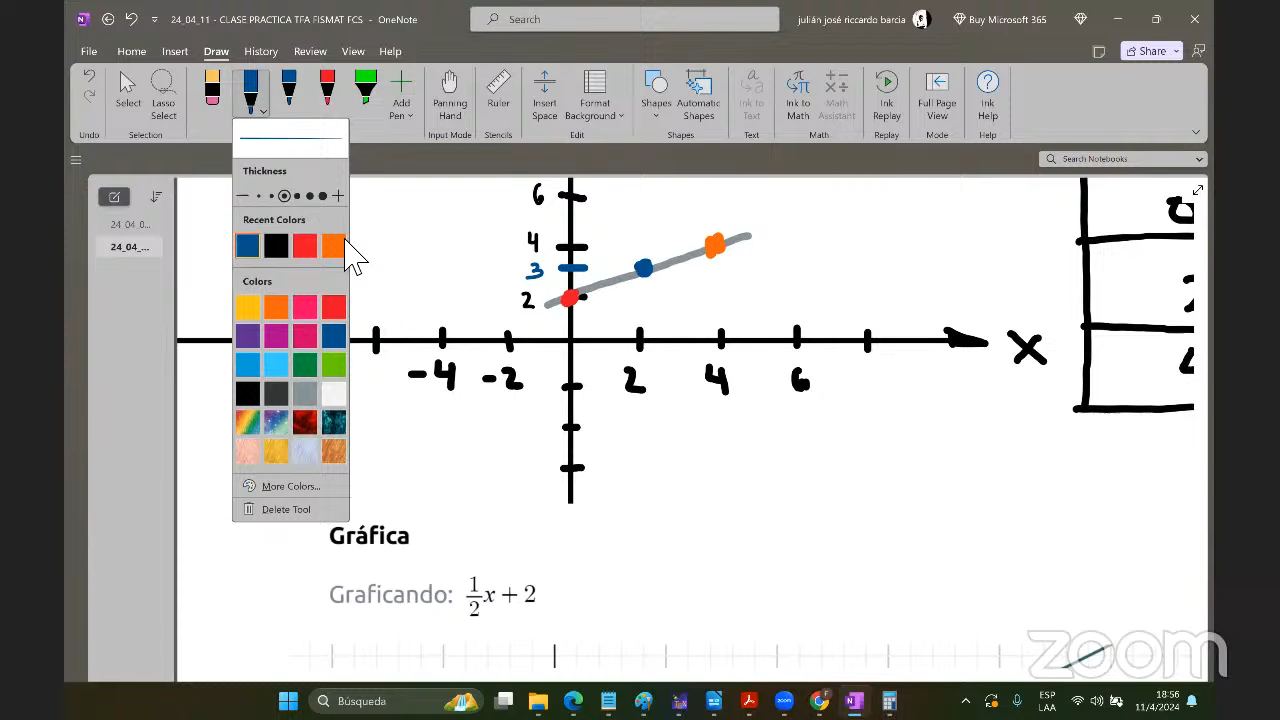 24_04_11 - CLASE PRACTICA TFA FISMAT FCS - OneNote
Search
julián josé riccardo barcia
Buy Microsoft 365
File Home Insert Draw History Review View Help
Share
Select
Lasso Select
Add Pen
Panning Hand
Ruler
Insert Space
Format Background
Shapes
Automatic Shapes
Ink to Text
Ink to Math
Math Assistant
Ink Replay
Full Page View
Ink Help
Undo Selection Input Mode Stencils Edit Shapes Text Math Replay Mode Help
Search Notebooks
Thickness
Recent Colors
Colors
More Colors...
Delete Tool
24_04_0...
24_04_...
6
4
3
2
-4 -2 2 4 6 X
Gráfica
Graficando: 1/2 x + 2
zoom
Búsqueda
ESP
LAA
18:56
11/4/2024